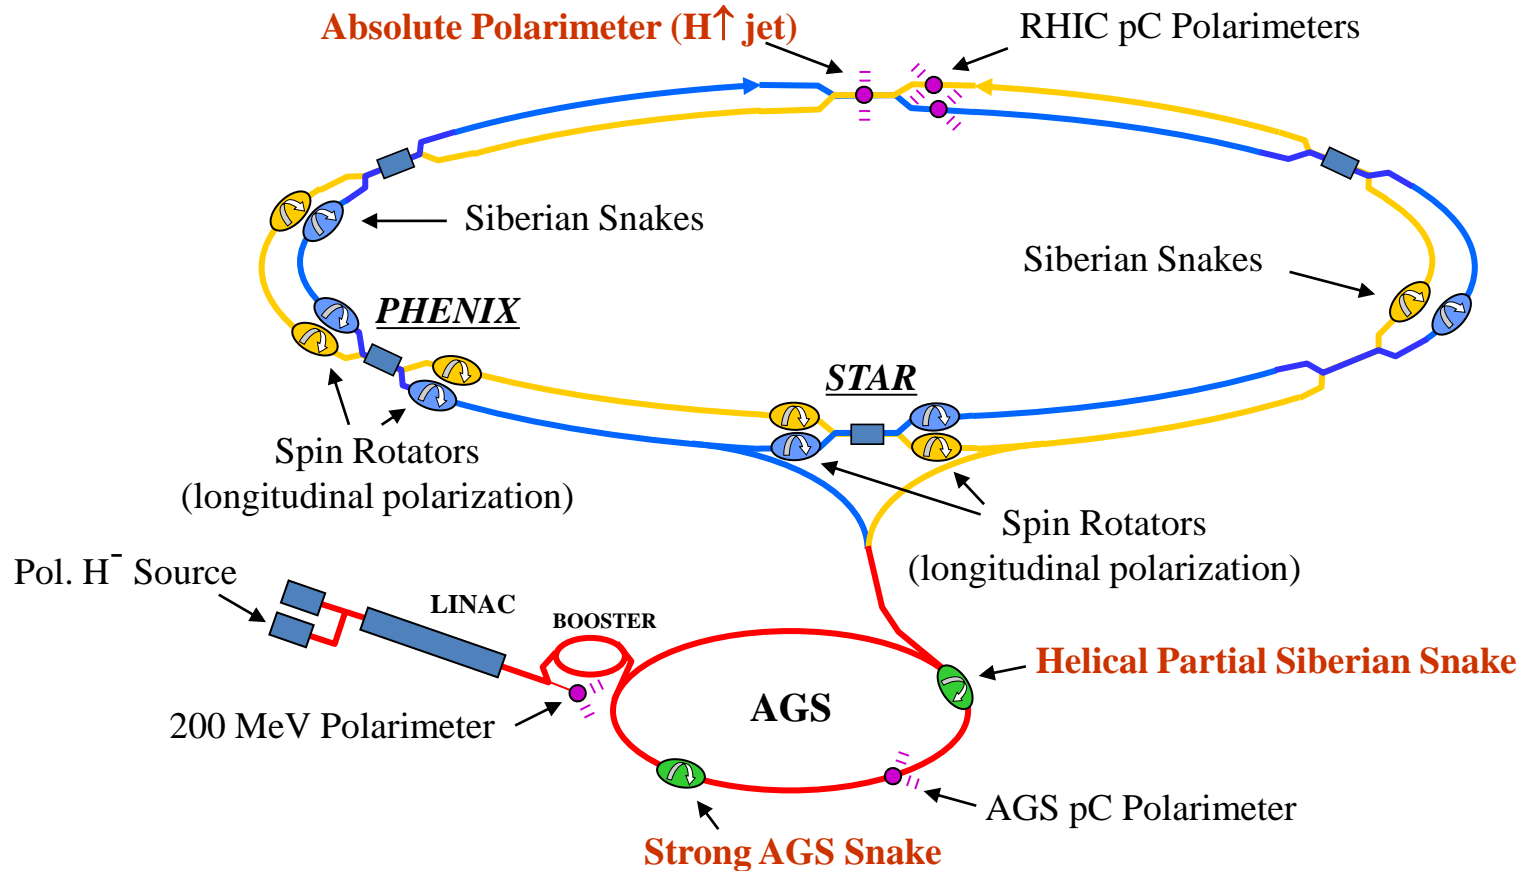 Absolute Polarimeter (H↑ jet)
RHIC pC Polarimeters
Siberian Snakes
Siberian Snakes
PHENIX
STAR
Spin Rotators
(longitudinal polarization)
Spin Rotators
(longitudinal polarization)
Pol. H⁻ Source
LINAC
BOOSTER
Helical Partial Siberian Snake
200 MeV Polarimeter
AGS
AGS pC Polarimeter
Strong AGS Snake